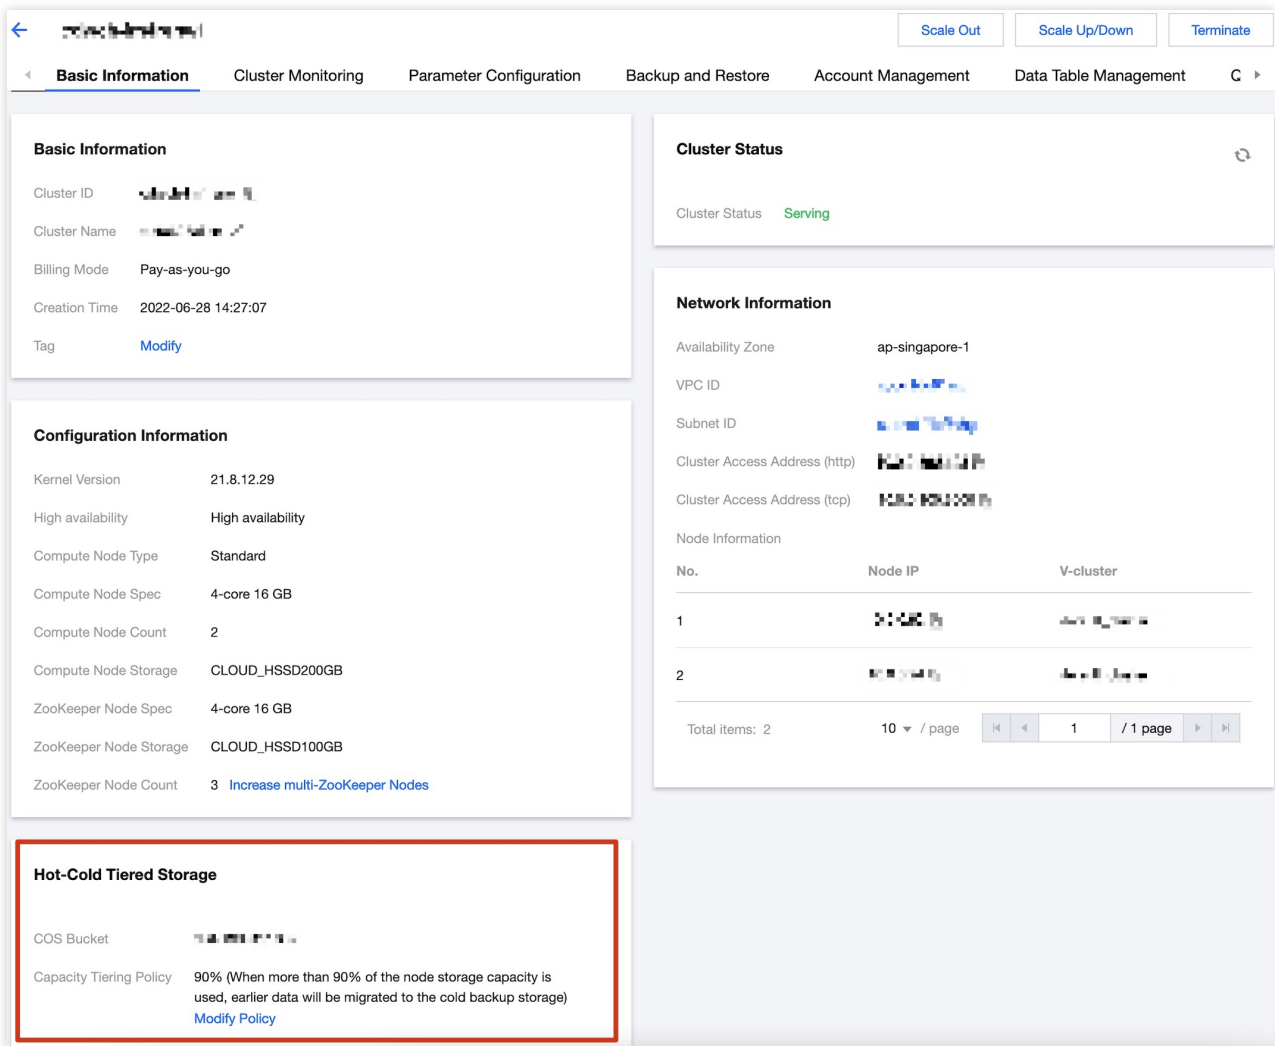 Scale Out
Scale Up/Down
Terminate
Basic Information
Cluster Monitoring
Parameter Configuration
Backup and Restore
Account Management
Data Table Management
Q
Basic Information
Cluster ID
Cluster Name
Billing Mode Pay-as-you-go
Creation Time 2022-06-28 14:27:07
Tag Modify
Configuration Information
Kernel Version 21.8.12.29
High availability High availability
Compute Node Type Standard
Compute Node Spec 4-core 16 GB
Compute Node Count 2
Compute Node Storage CLOUD_HSSD200GB
ZooKeeper Node Spec 4-core 16 GB
ZooKeeper Node Storage CLOUD_HSSD100GB
ZooKeeper Node Count 3 Increase multi-ZooKeeper Nodes
Hot-Cold Tiered Storage
COS Bucket
Capacity Tiering Policy 90% (When more than 90% of the node storage capacity is
used, earlier data will be migrated to the cold backup storage)
Modify Policy
Cluster Status
Cluster Status Serving
Network Information
Availability Zone ap-singapore-1
VPC ID
Subnet ID
Cluster Access Address (http)
Cluster Access Address (tcp)
Node Information
No. Node IP V-cluster
1
2
Total items: 2 10 / page 1 / 1 page